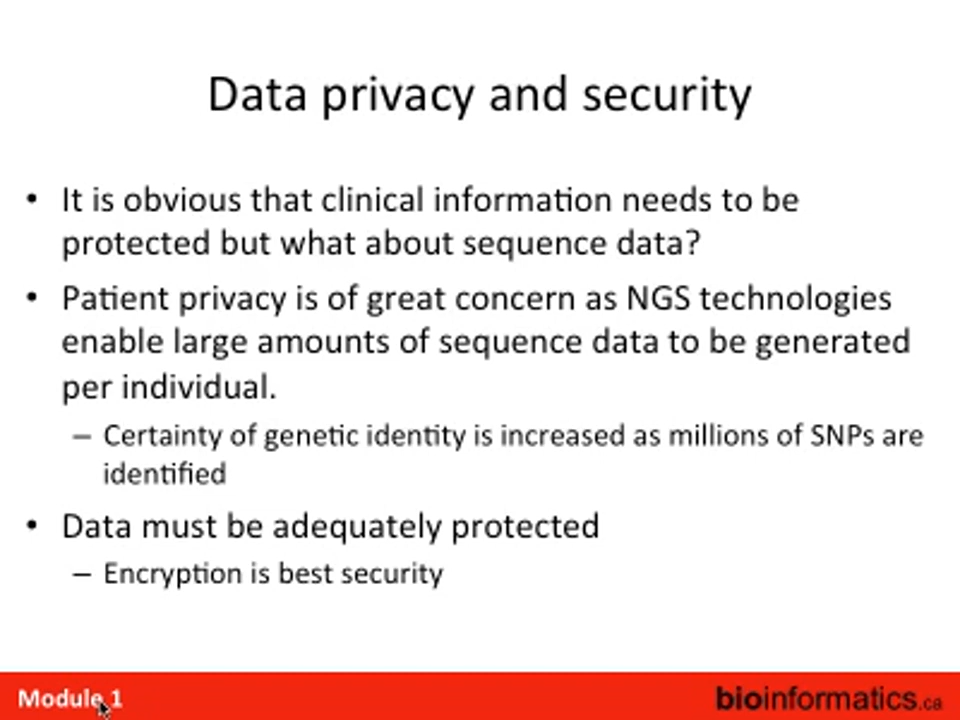 Data privacy and security
• It is obvious that clinical information needs to be
protected but what about sequence data?
• Patient privacy is of great concern as NGS technologies
enable large amounts of sequence data to be generated
per individual.
– Certainty of genetic identity is increased as millions of SNPs are
identified
• Data must be adequately protected
– Encryption is best security
Module 1
bioinformatics.ca